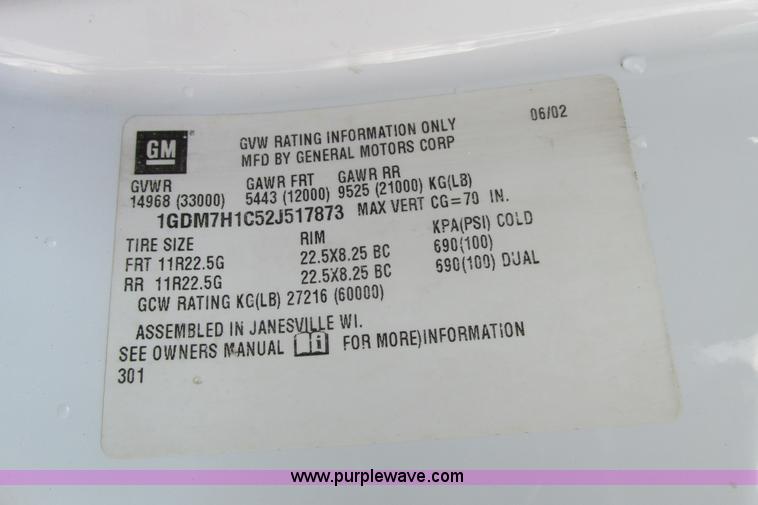 06/02
GM ®
GVW RATING INFORMATION ONLY
MFD BY GENERAL MOTORS CORP
GVWR GAWR FRT GAWR RR
14968 (33000) 5443 (12000) 9525 (21000) KG(LB)
1GDM7H1C52J517873 MAX VERT CG=70 IN.
TIRE SIZE RIM KPA(PSI) COLD
FRT 11R22.5G 22.5X8.25 BC 690(100)
RR 11R22.5G 22.5X8.25 BC 690(100) DUAL
GCW RATING KG(LB) 27216 (60000)
ASSEMBLED IN JANESVILLE WI.
SEE OWNERS MANUAL i FOR MORE)INFORMATION
301
www.purplewave.com